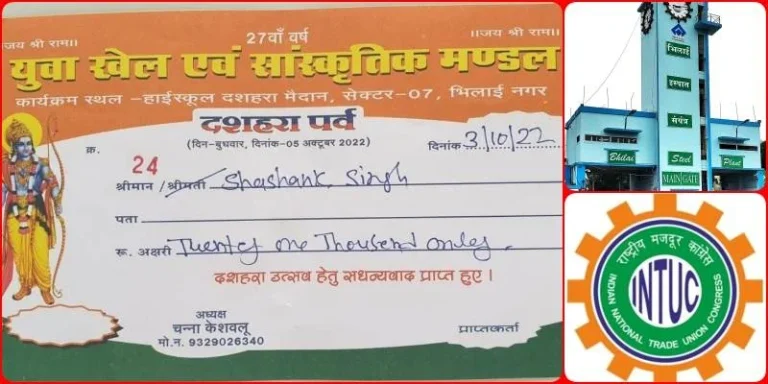 ॥जय श्री राम॥
27वाँ वर्ष
॥जय श्री राम॥
युवा खेल एवं सांस्कृतिक मण्डल
कार्यक्रम स्थल -हाईस्कूल दशहरा मैदान, सेक्टर-07, भिलाई नगर
दशहरा पर्व
(दिन-बुधवार, दिनांक-05 अक्टूबर 2022)
क्र.
दिनांक 3/10/22
24
श्रीमान / श्रीमती Shashank Singh
पता
रू. अक्षरी Twenty one Thousand only.
दशहरा उत्सव हेतु सधन्यवाद प्राप्त हुए।
अध्यक्ष
चन्ना केशवलू
मो.नं. 9329026340
प्राप्तकर्ता
भिलाई
इस्पात
संयंत्र
Bhilai Steel Plant
MAIN GATE
राष्ट्रीय मजदूर कांग्रेस
INTUC
INDIAN NATIONAL TRADE UNION CONGRESS